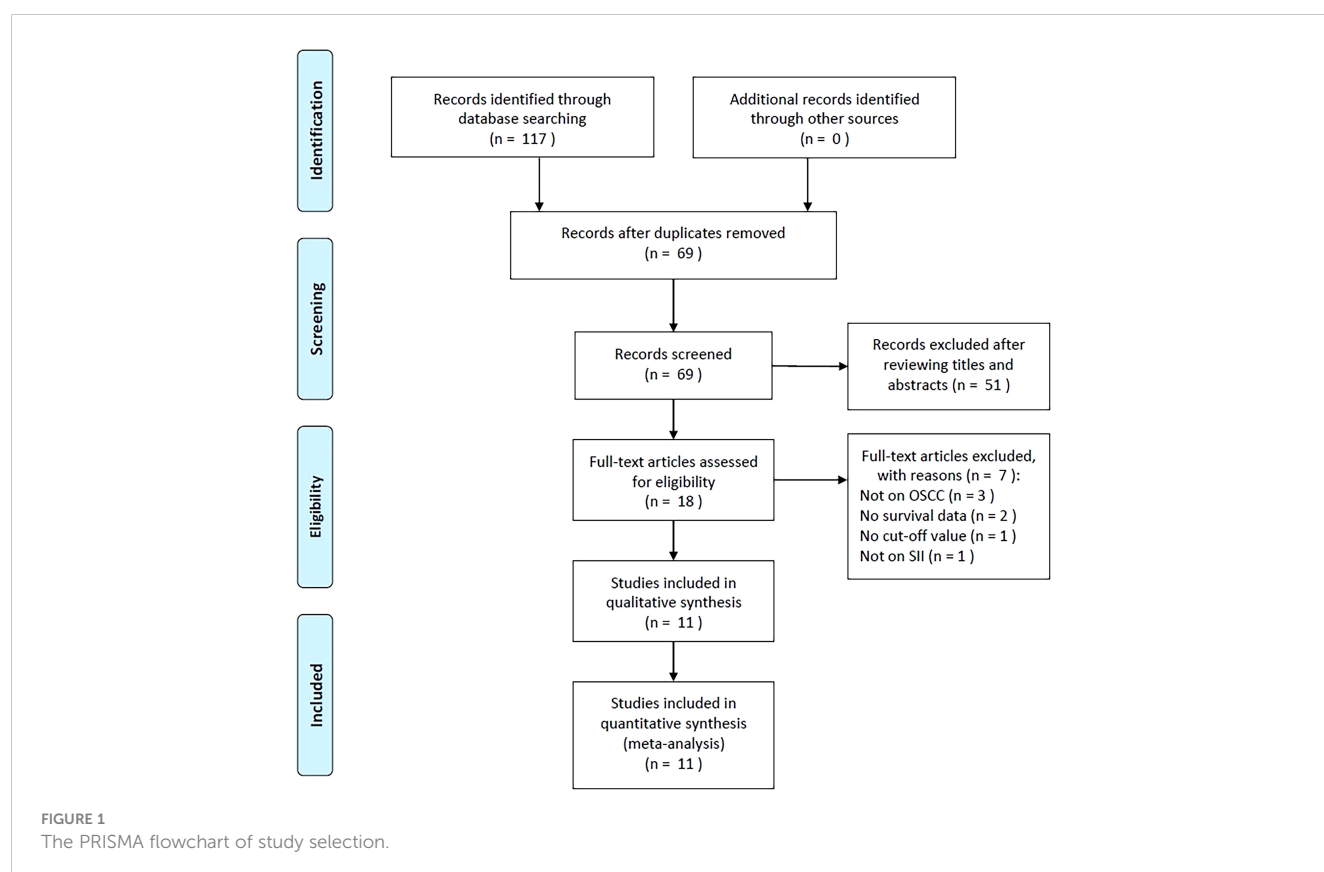 Identification
Records identified through
database searching
(n = 117 )
Additional records identified
through other sources
(n = 0 )
Records after duplicates removed
(n = 69 )
Screening
Records screened
(n = 69 )
Records excluded after
reviewing titles and
abstracts (n = 51 )
Eligibility
Full-text articles assessed
for eligibility
(n = 18 )
Full-text articles excluded,
with reasons (n = 7 ):
Not on OSCC (n = 3 )
No survival data (n = 2 )
No cut-off value (n = 1 )
Not on SII (n = 1 )
Studies included in
qualitative synthesis
(n = 11 )
Included
Studies included in
quantitative synthesis
(meta-analysis)
(n = 11 )
FIGURE 1
The PRISMA flowchart of study selection.